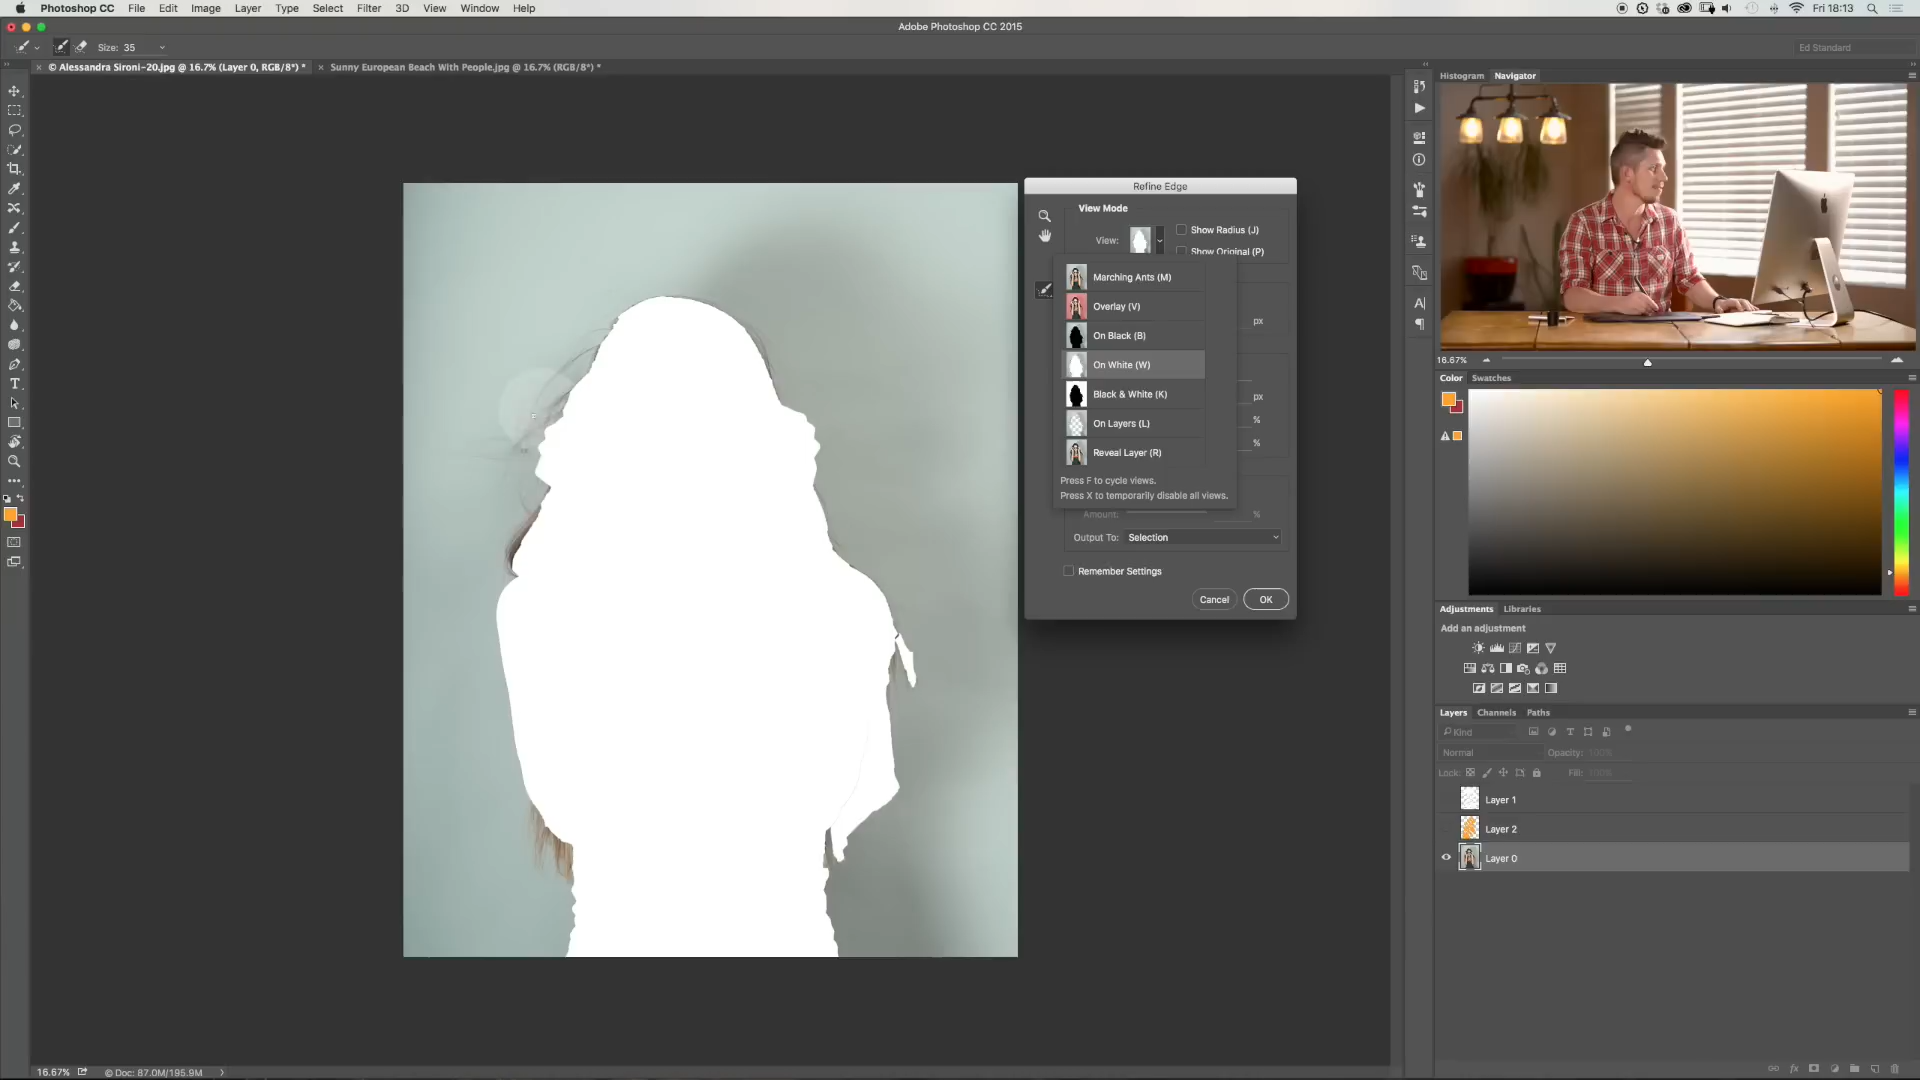 Photoshop CC File Edit Image Layer Type Select Filter 3D View Window Help Fri 18:13
Adobe Photoshop CC 2015
Size: 35
Ed Standard
© Alessandra Sironi-20.jpg @ 16.7% (Layer 0, RGB/8*) *
Sunny European Beach With People.jpg @ 16.7% (RGB/8*) *
Histogram Navigator
Refine Edge
View Mode
View:
Show Radius (J)
Show Original (P)
Marching Ants (M)
Overlay (V)
On Black (B)
On White (W)
Black & White (K)
On Layers (L)
Reveal Layer (R)
Press F to cycle views.
Press X to temporarily disable all views.
px
px
%
%
Amount: %
Output To: Selection
Remember Settings
Cancel OK
16.67%
Color Swatches
Adjustments Libraries
Add an adjustment
Layers Channels Paths
Kind
Normal Opacity: 100%
Lock: Fill: 100%
Layer 1
Layer 2
Layer 0
16.67% © Doc: 87.0M/195.9M